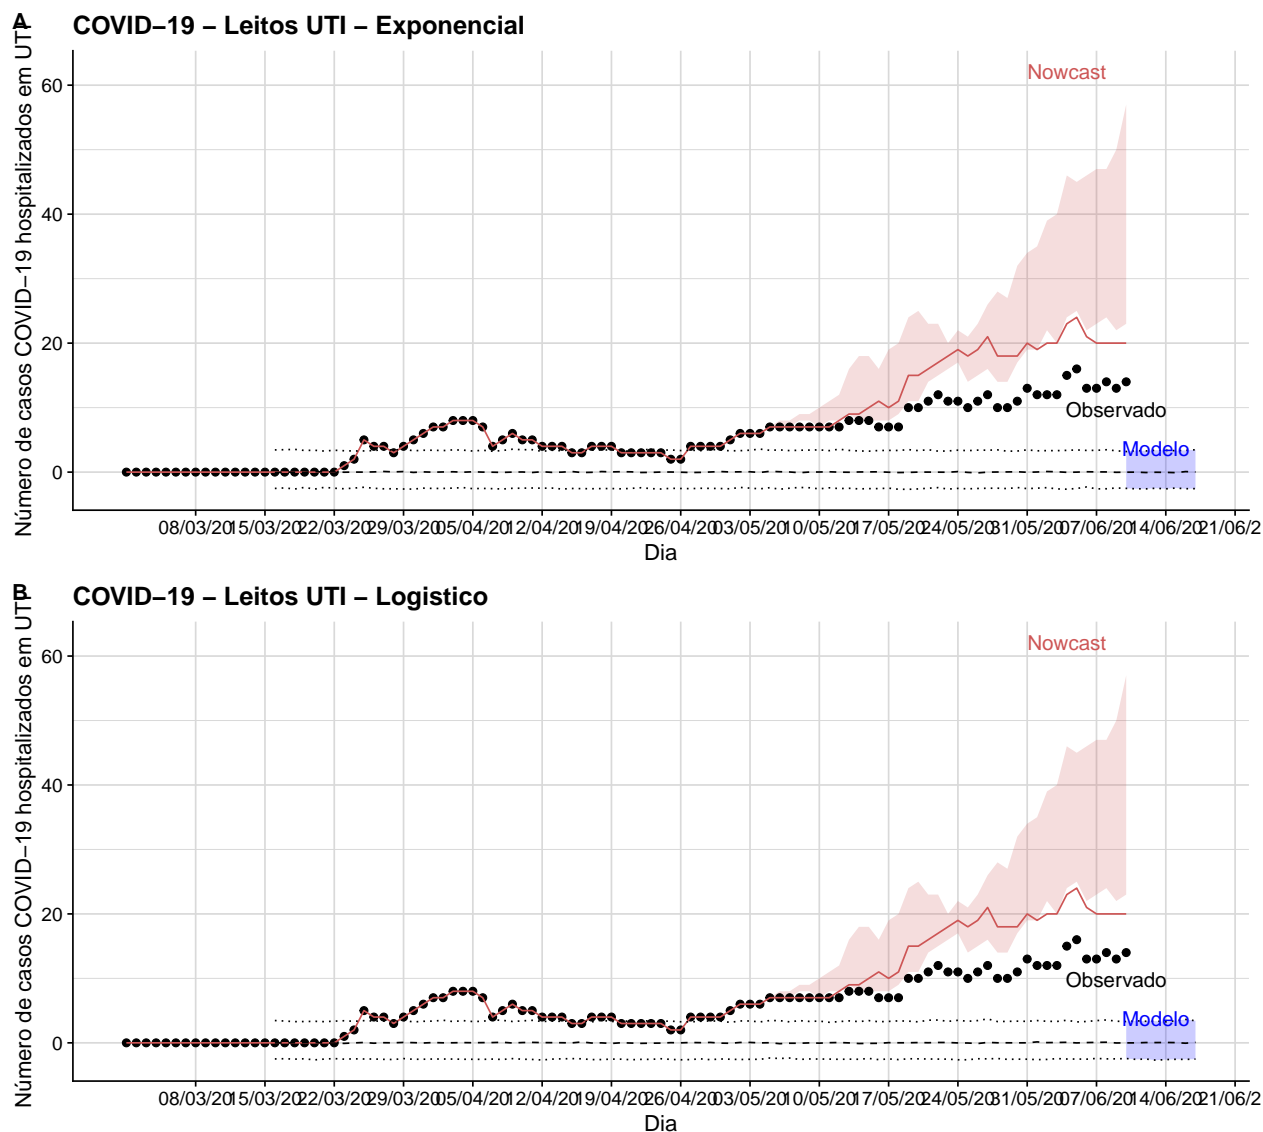 A
COVID–19 – Leitos UTI – Exponencial
Número de casos COVID–19 hospitalizados em UTI
60
40
20
0
Nowcast
Observado
Modelo
08/03/20 15/03/20 22/03/20 29/03/20 05/04/20 12/04/20 19/04/20 26/04/20 03/05/20 10/05/20 17/05/20 24/05/20 31/05/20 07/06/20 14/06/20 21/06/2
Dia
B
COVID–19 – Leitos UTI – Logistico
Número de casos COVID–19 hospitalizados em UTI
60
40
20
0
Nowcast
Observado
Modelo
08/03/20 15/03/20 22/03/20 29/03/20 05/04/20 12/04/20 19/04/20 26/04/20 03/05/20 10/05/20 17/05/20 24/05/20 31/05/20 07/06/20 14/06/20 21/06/2
Dia